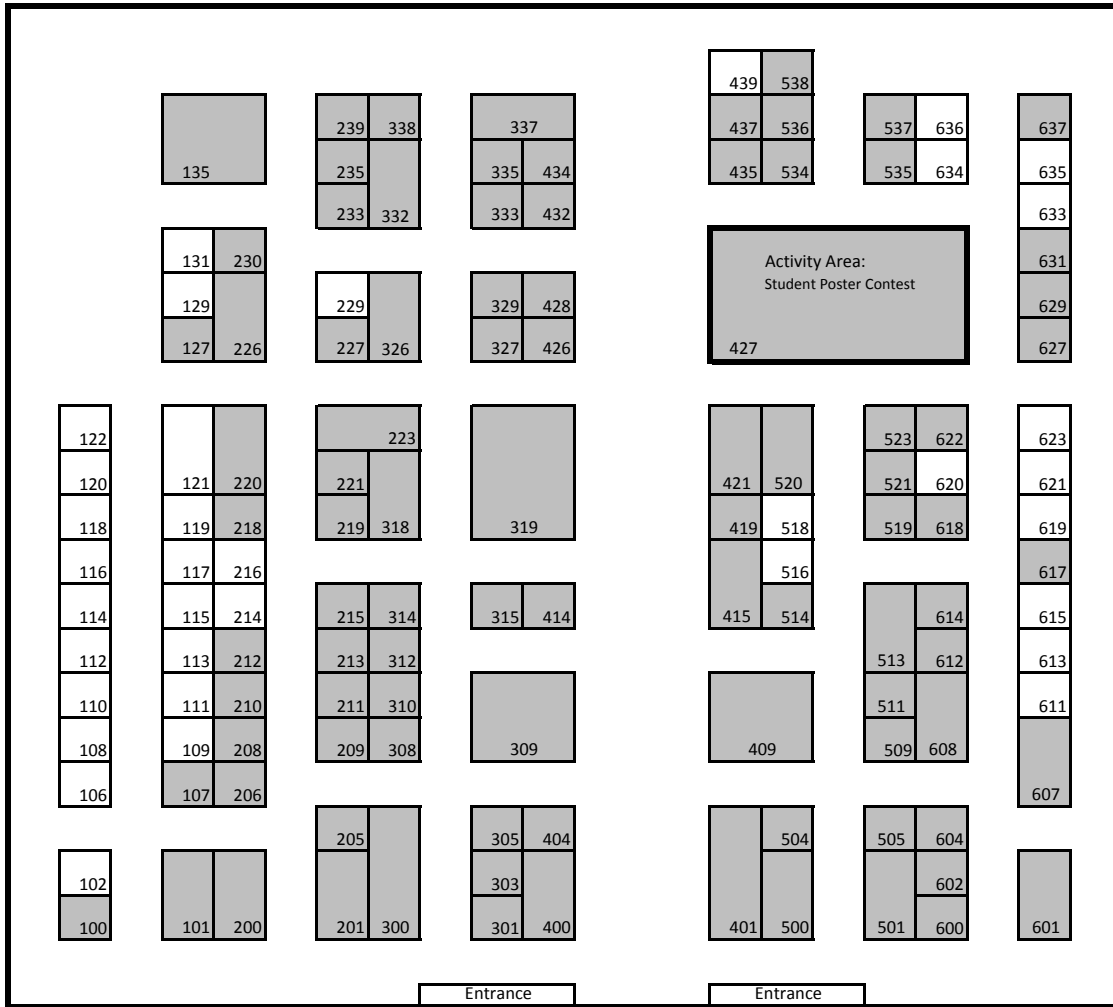 439 538
239 338 337 437 536 537 636 637
135 235 335 434 435 534 535 634 635
233 332 333 432 633
131 230 Activity Area: 631
129 229 329 428 Student Poster Contest 629
127 226 227 326 327 426 427 627
122 223 523 622 623
120 121 220 221 421 520 521 620 621
118 119 218 219 318 319 419 518 519 618 619
116 117 216 516 617
114 115 214 215 314 315 414 415 514 614 615
112 113 212 213 312 513 612 613
110 111 210 211 310 511 611
108 109 208 209 308 309 409 509 608
106 107 206 607
205 305 404 504 505 604
102 303 602
100 101 200 201 300 301 400 401 500 501 600 601
Entrance Entrance